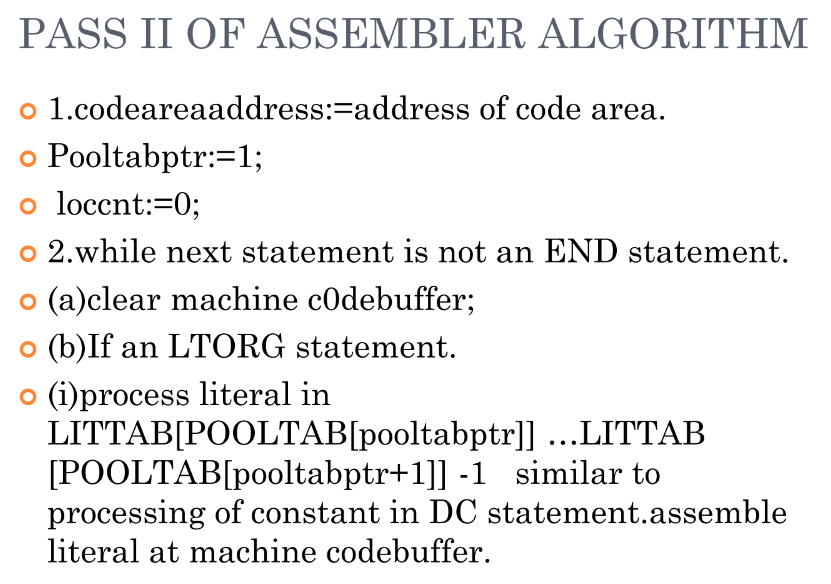 PASS II OF ASSEMBLER ALGORITHM
1.codeareaaddress:=address of code area.
Pooltabptr:=1;
loccnt:=0;
2.while next statement is not an END statement.
(a)clear machine c0debuffer;
(b)If an LTORG statement.
(i)process literal in
LITTAB[POOLTAB[pooltabptr]] ...LITTAB
[POOLTAB[pooltabptr+1]] -1 similar to
processing of constant in DC statement.assemble
literal at machine codebuffer.